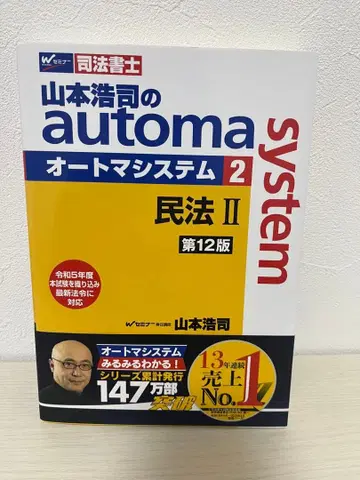 Wセミナー 司法書士
山本浩司の
automa
system
オートマシステム 2
民法 II
第12版
令和5年度
本試験を織り込み
最新法令に
対応
Wセミナー 専任講師 山本浩司
オートマシステム
みるみるわかる!
シリーズ累計発行
147万部
突破
13年連続
売上
No.1